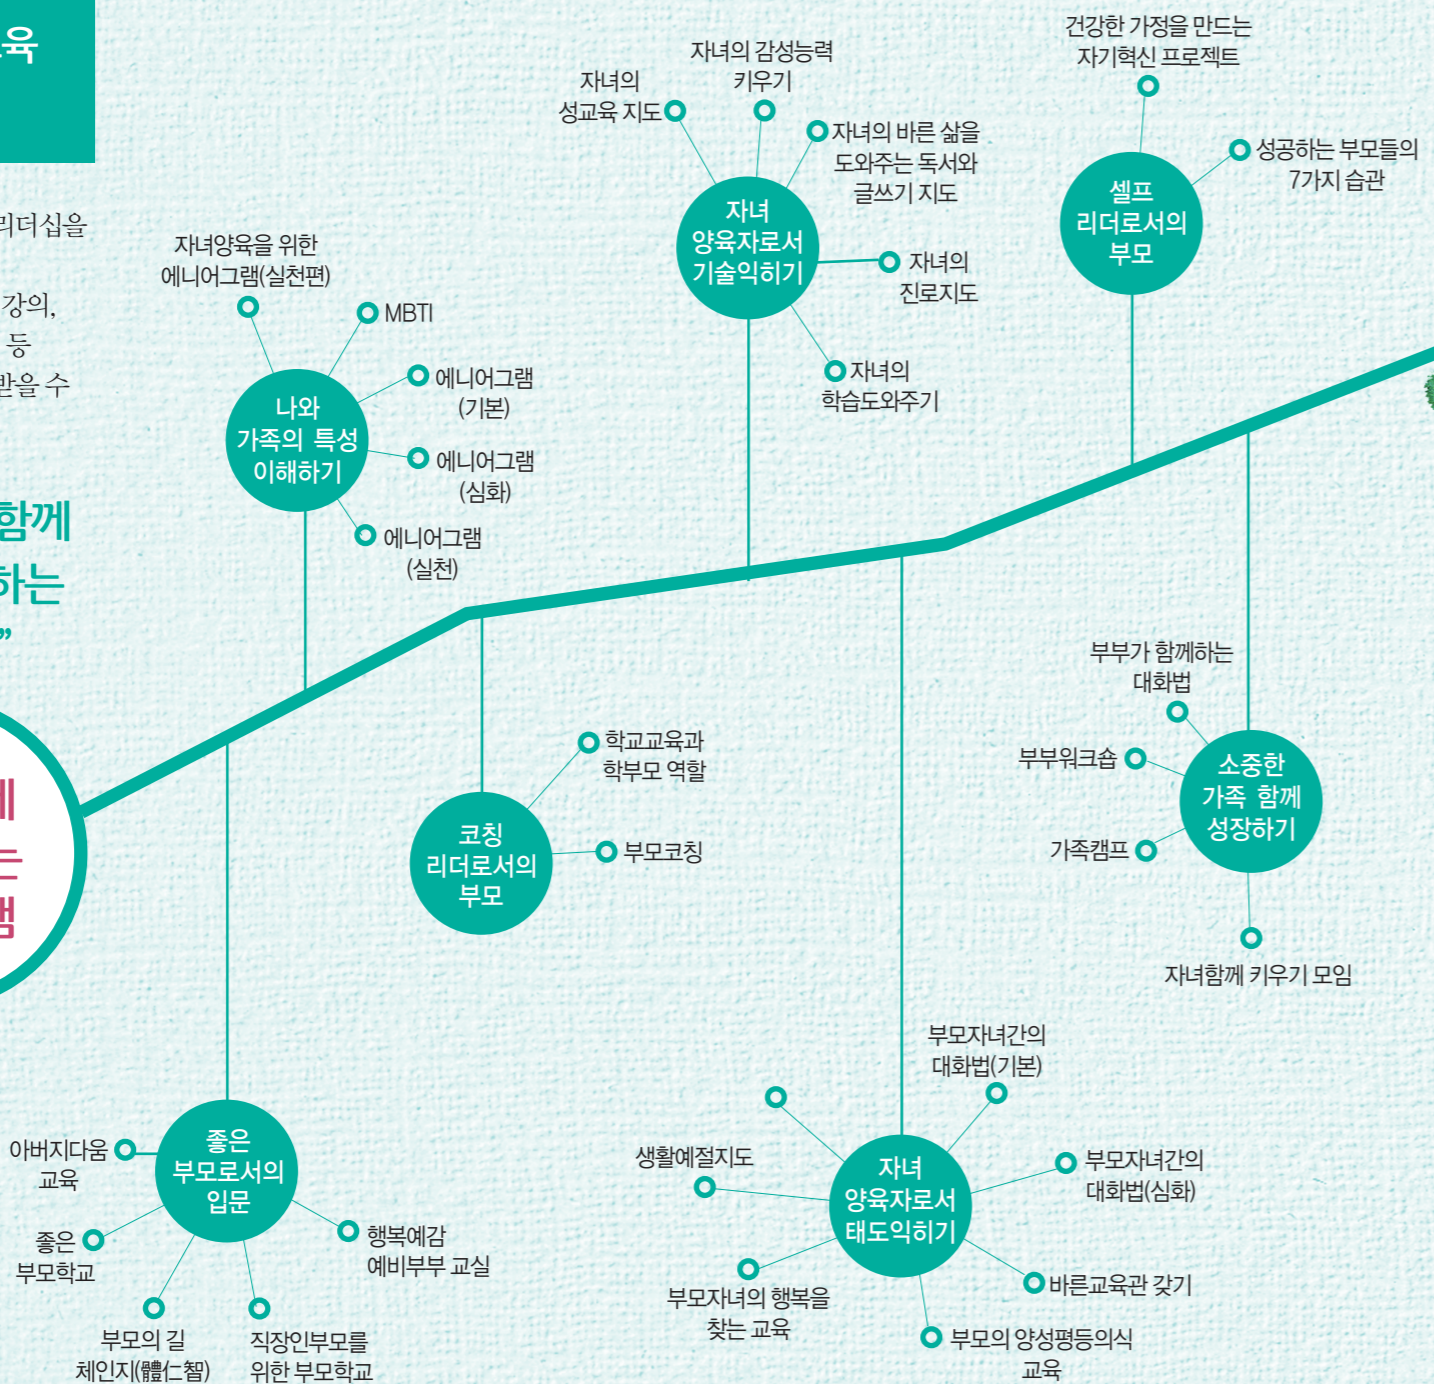 육
리더십을
강의,
등
받을 수
함께
하는
”
는
자녀양육을 위한
에니어그램(실천편)
MBTI
에니어그램
(기본)
에니어그램
(심화)
에니어그램
(실천)
나와
가족의 특성
이해하기
자녀의
성교육 지도
자녀의 감성능력
키우기
자녀의 바른 삶을
도와주는 독서와
글쓰기 지도
자녀의
진로지도
자녀의
학습도와주기
자녀
양육자로서
기술익히기
건강한 가정을 만드는
자기혁신 프로젝트
성공하는 부모들의
7가지 습관
셀프
리더로서의
부모
학교교육과
학부모 역할
부모코칭
코칭
리더로서의
부모
부부가 함께하는
대화법
부부워크숍
가족캠프
자녀함께 키우기 모임
소중한
가족 함께
성장하기
아버지다움
교육
좋은
부모학교
부모의 길
체인지(體仁智)
직장인부모를
위한 부모학교
행복예감
예비부부 교실
좋은
부모로서의
입문
부모자녀간의
대화법(기본)
부모자녀간의
대화법(심화)
바른교육관 갖기
부모의 양성평등의식
교육
부모자녀의 행복을
찾는 교육
생활예절지도
자녀
양육자로서
태도익히기